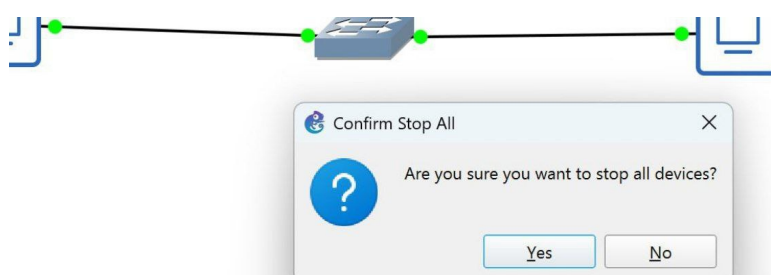 Confirm Stop All
Are you sure you want to stop all devices?
Yes
No